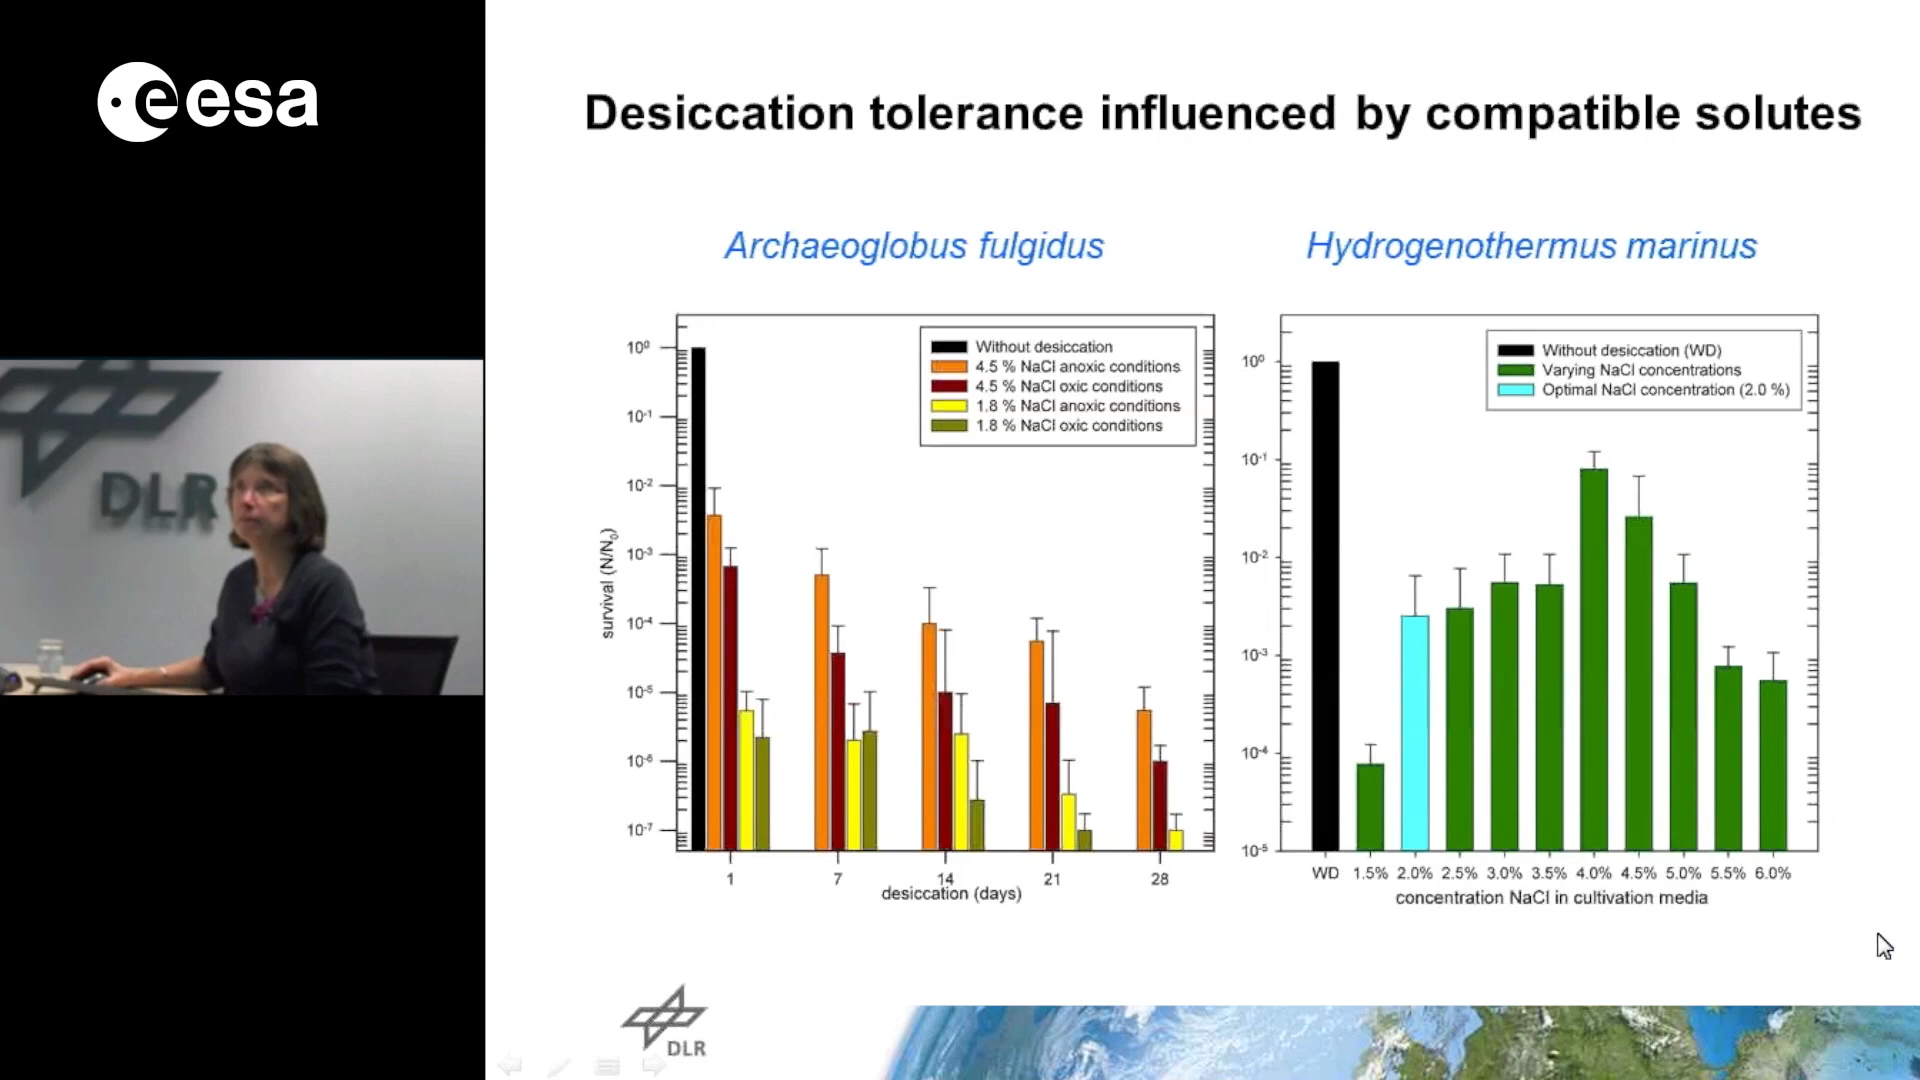 esa
DLR
Desiccation tolerance influenced by compatible solutes
Archaeoglobus fulgidus
Without desiccation
4.5 % NaCl anoxic conditions
4.5 % NaCl oxic conditions
1.8 % NaCl anoxic conditions
1.8 % NaCl oxic conditions
survival (N/N₀)
10⁰
10⁻¹
10⁻²
10⁻³
10⁻⁴
10⁻⁵
10⁻⁶
10⁻⁷
1 7 14 21 28
desiccation (days)
Hydrogenothermus marinus
Without desiccation (WD)
Varying NaCl concentrations
Optimal NaCl concentration (2.0 %)
10⁰
10⁻¹
10⁻²
10⁻³
10⁻⁴
10⁻⁵
WD 1.5% 2.0% 2.5% 3.0% 3.5% 4.0% 4.5% 5.0% 5.5% 6.0%
concentration NaCl in cultivation media
DLR